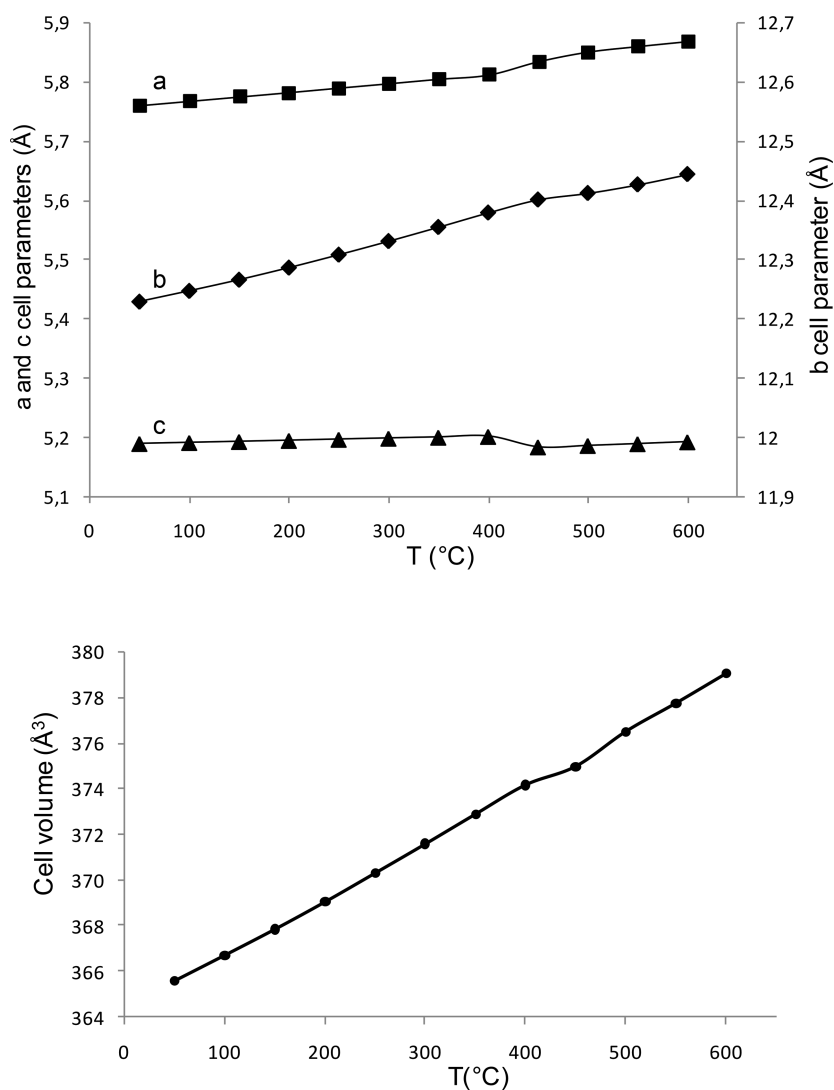 5,9
5,8
5,7
5,6
5,5
5,4
5,3
5,2
5,1
a and c cell parameters (Å)
12,7
12,6
12,5
12,4
12,3
12,2
12,1
12
11,9
b cell parameter (Å)
a
b
c
0 100 200 300 400 500 600
T (°C)
380
378
376
374
372
370
368
366
364
Cell volume (Å³)
0 100 200 300 400 500 600
T(°C)